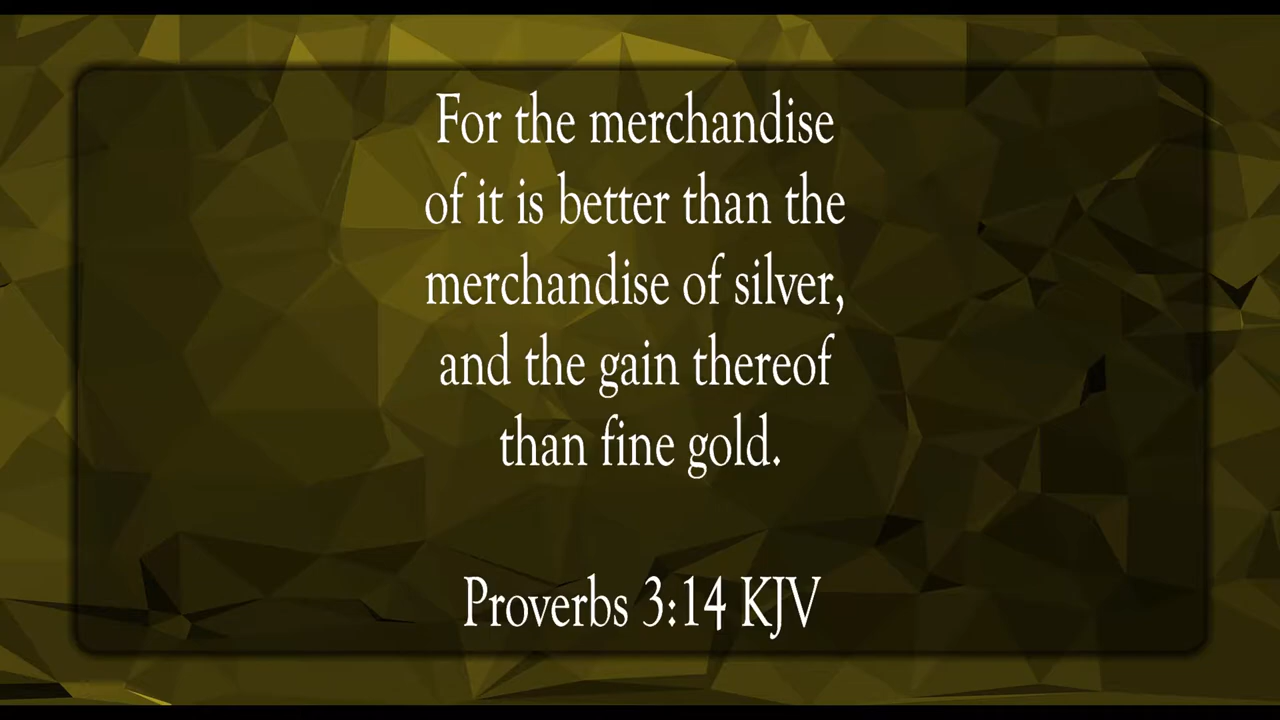 For the merchandise
of it is better than the
merchandise of silver,
and the gain thereof
than fine gold.
Proverbs 3:14 KJV